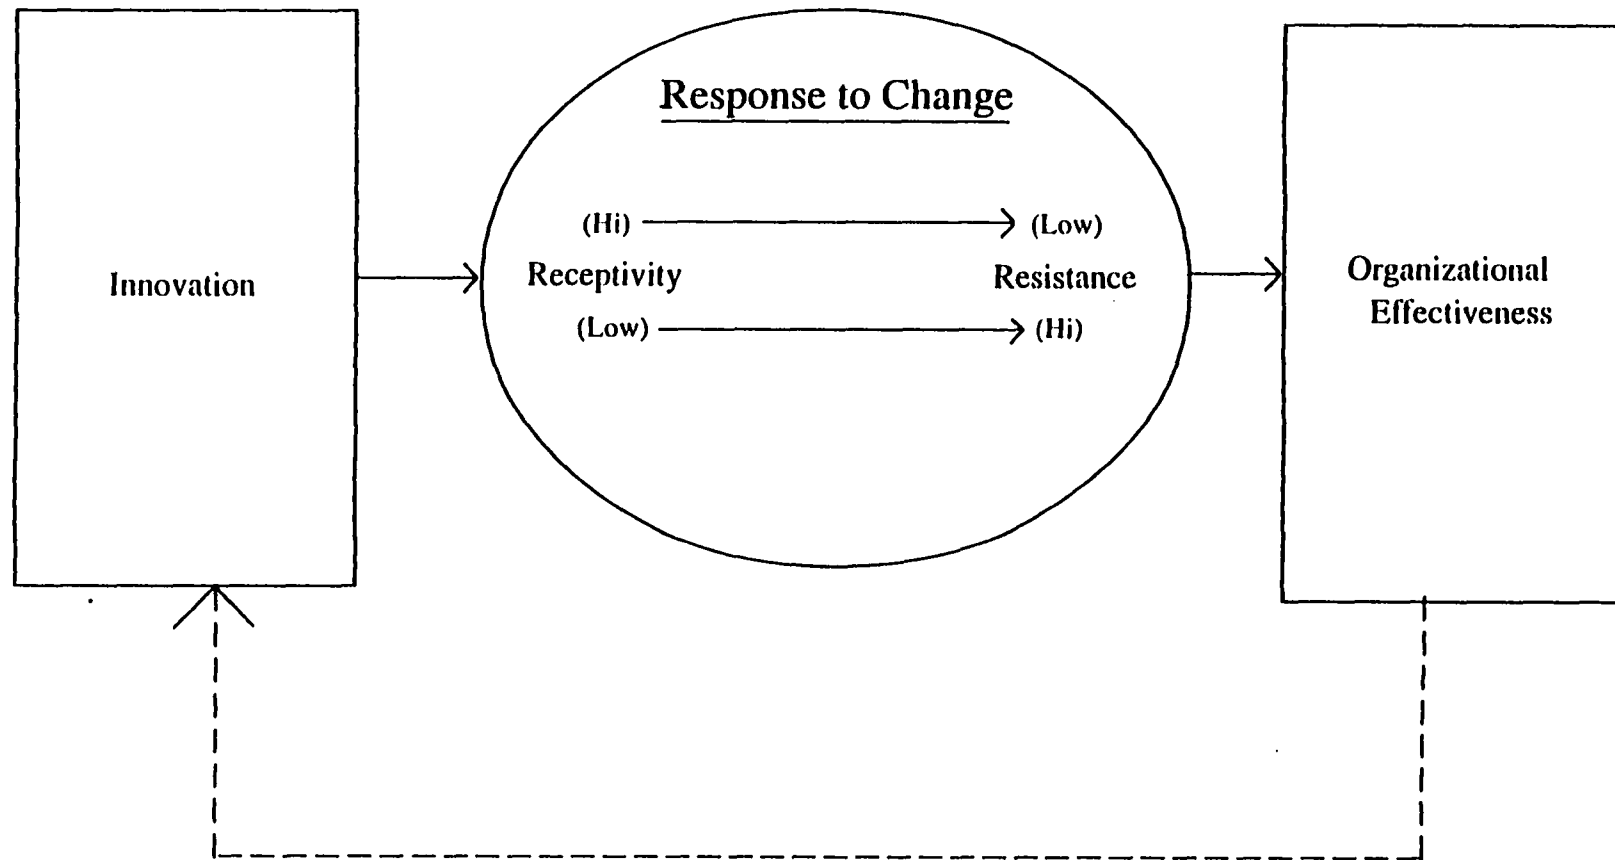 Response to Change
(Hi) (Low)
Innovation
Receptivity Resistance
Organizational
Effectiveness
(Low) (Hi)